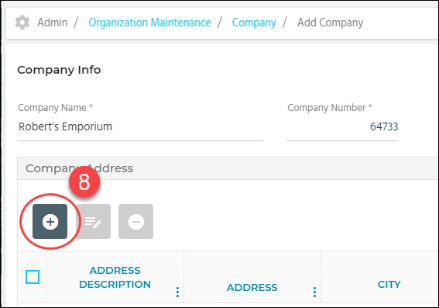 Admin / Organization Maintenance / Company / Add Company
Company Info
Company Name * Company Number *
Robert's Emporium 64733
Company Address
8
ADDRESS DESCRIPTION ADDRESS CITY